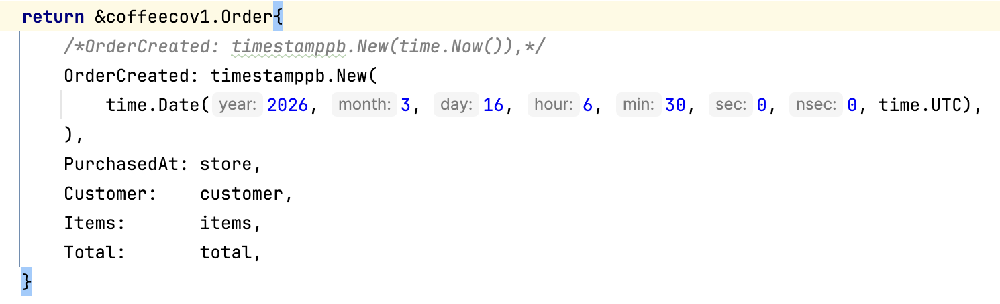 return &coffeecov1.Order{
/*OrderCreated: timestamppb.New(time.Now()),*/
OrderCreated: timestamppb.New(
time.Date( year: 2026, month: 3, day: 16, hour: 6, min: 30, sec: 0, nsec: 0, time.UTC),
),
PurchasedAt: store,
Customer: customer,
Items: items,
Total: total,
}